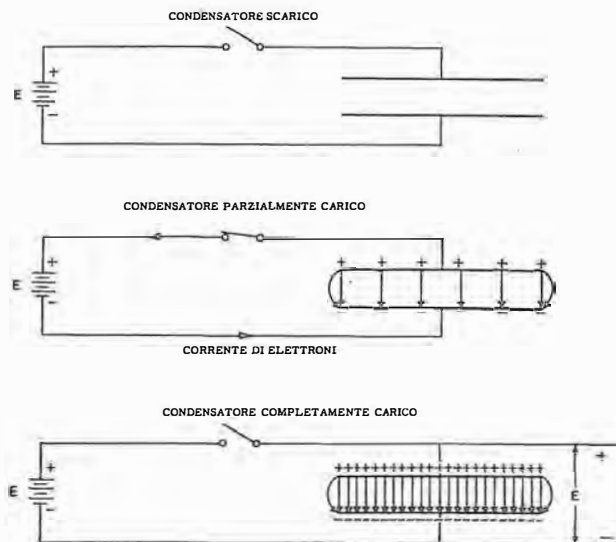 CONDENSATORE SCARICO
+
E
-
CONDENSATORE PARZIALMENTE CARICO
+ + + + + +
+
E
-
- - - - - -
CORRENTE DI ELETTRONI
CONDENSATORE COMPLETAMENTE CARICO
+
+
E
E
-
-